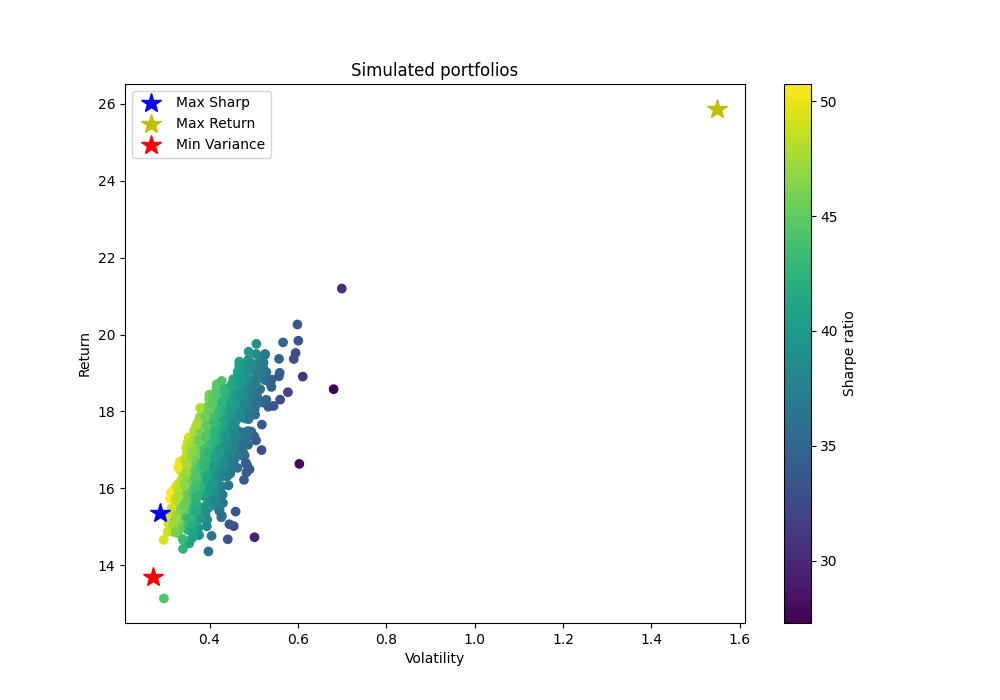 Simulated portfolios
Max Sharp
Max Return
Min Variance
26
24
22
20
18
16
14
Return
0.4 0.6 0.8 1.0 1.2 1.4 1.6
Volatility
50
45
40
35
30
Sharpe ratio